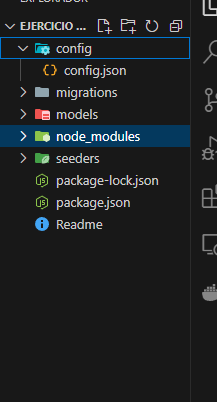 EXPLORADOR
EJERCICIO
config
config.json
migrations
models
node_modules
seeders
package-lock.json
package.json
Readme